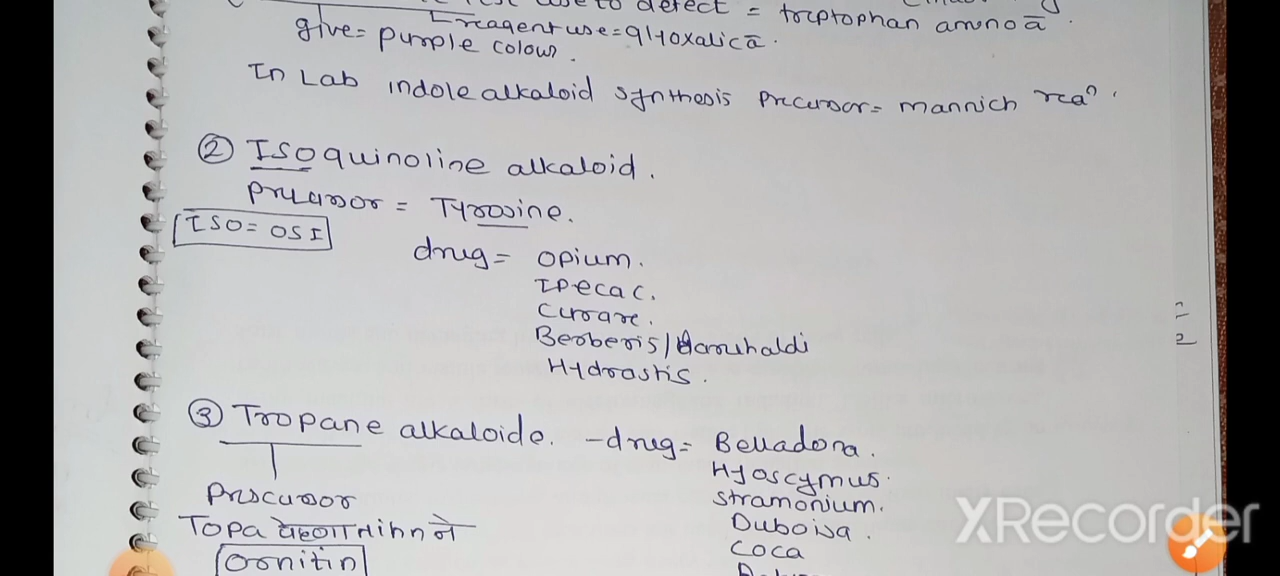 to detect = treptophan amino ā.
reagent use = glyoxalic ā.
give = purple colour.
In Lab indole alkaloid synthesis precursor = mannich rea^n.
② ISOquinoline alkaloid.
precursor = Tyrosine.
ISO = OSI
drug = opium.
Ipecac.
Curare.
Berberis / Daruhaldi
Hydrastis.
③ Tropane alkaloide. - drug = Belladona.
Hyoscymus.
Stramonium.
Duboisa.
Coca
Precursor
Topa
Ornitin
XRecorder